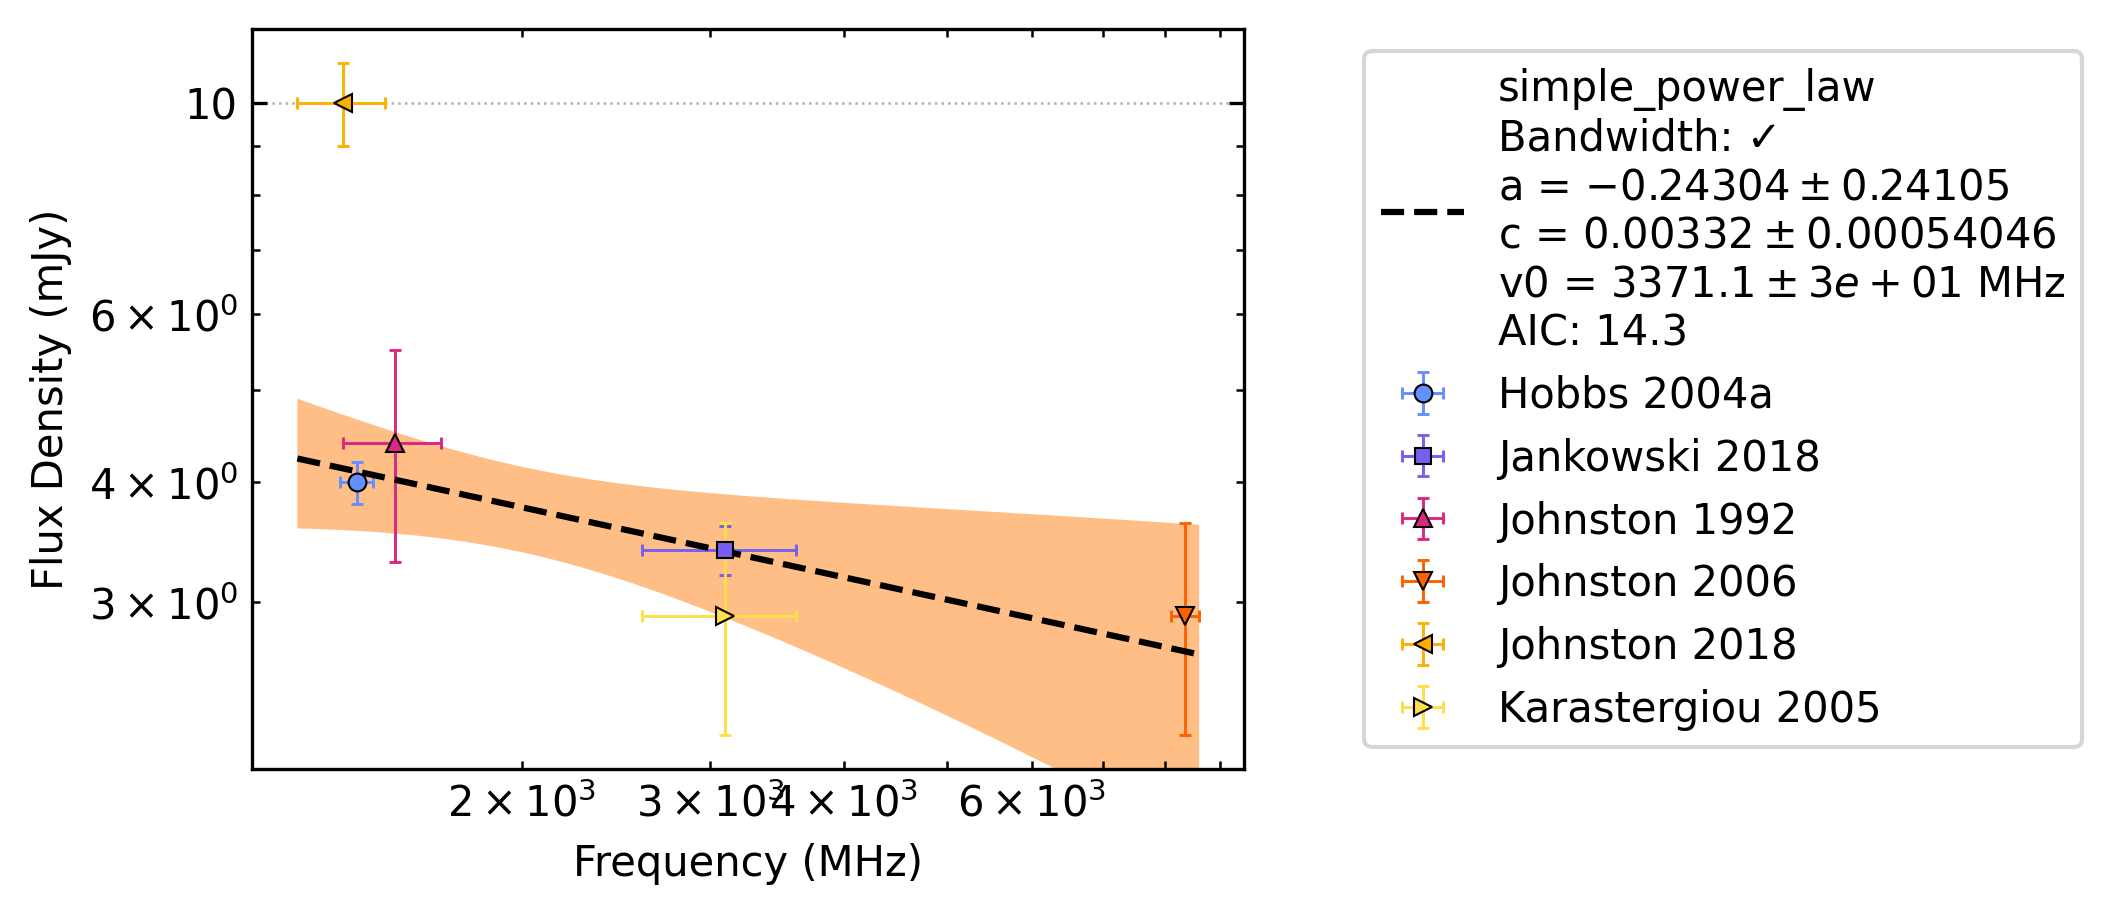 10
6 × 10⁰
4 × 10⁰
3 × 10⁰
Flux Density (mJy)
2 × 10³
3 × 10³
4 × 10³
6 × 10³
Frequency (MHz)
simple_power_law
Bandwidth: ✓
a = −0.24304 ± 0.24105
c = 0.00332 ± 0.00054046
v0 = 3371.1 ± 3e + 01 MHz
AIC: 14.3
Hobbs 2004a
Jankowski 2018
Johnston 1992
Johnston 2006
Johnston 2018
Karastergiou 2005